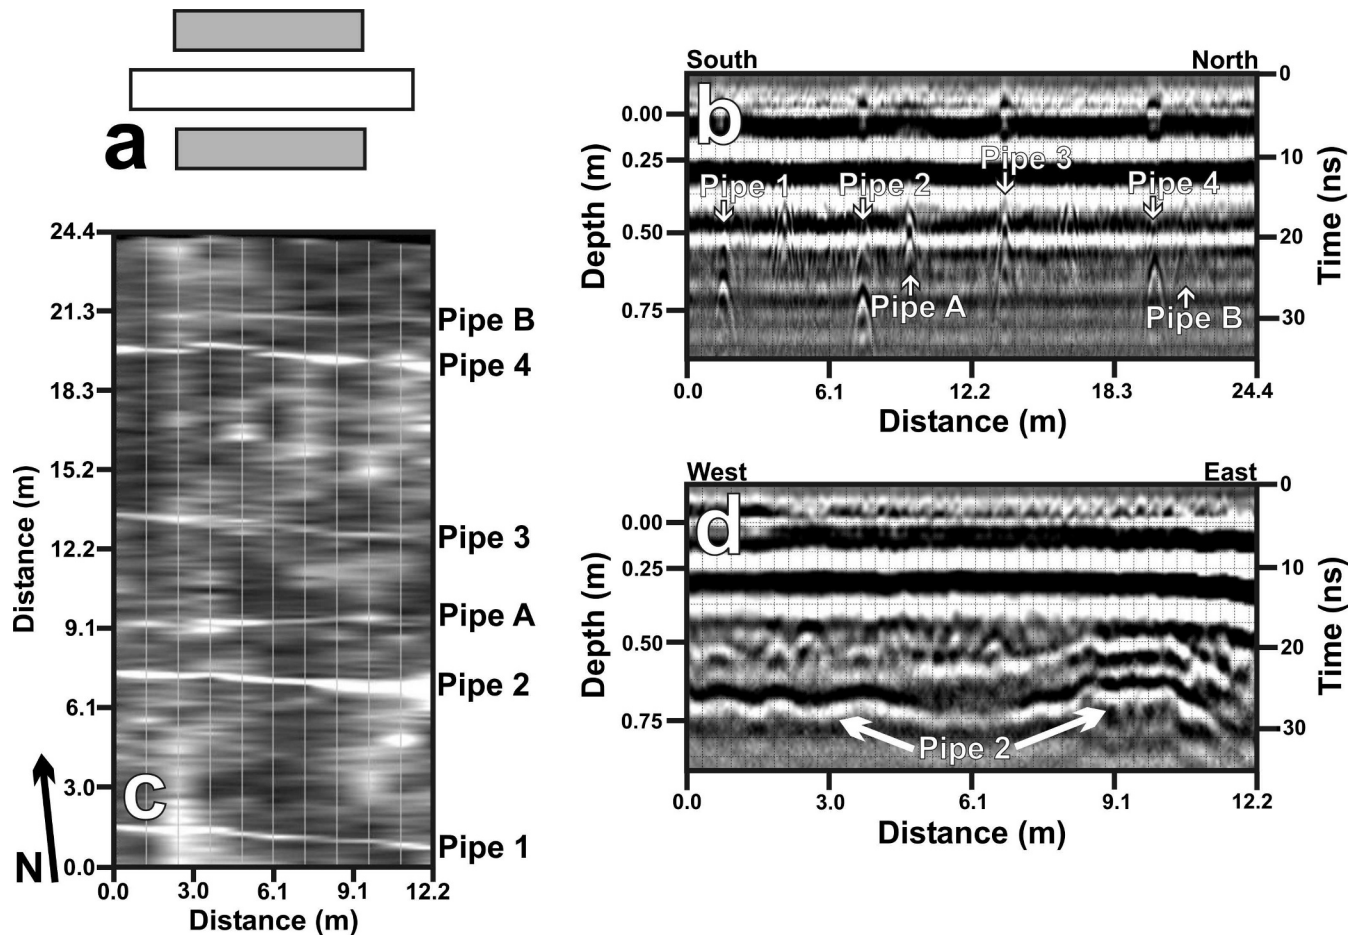 a
24.4
21.3
18.3
15.2
12.2
9.1
6.1
3.0
0.0
Distance (m)
Pipe B
Pipe 4
Pipe 3
Pipe A
Pipe 2
Pipe 1
c
N
0.0 3.0 6.1 9.1 12.2
Distance (m)
South North
b
0.00
0.25
0.50
0.75
Depth (m)
0
10
20
30
Time (ns)
Pipe 1 Pipe 2 Pipe 3 Pipe 4
Pipe A Pipe B
0.0 6.1 12.2 18.3 24.4
Distance (m)
West East
d
0.00
0.25
0.50
0.75
Depth (m)
0
10
20
30
Time (ns)
Pipe 2
0.0 3.0 6.1 9.1 12.2
Distance (m)